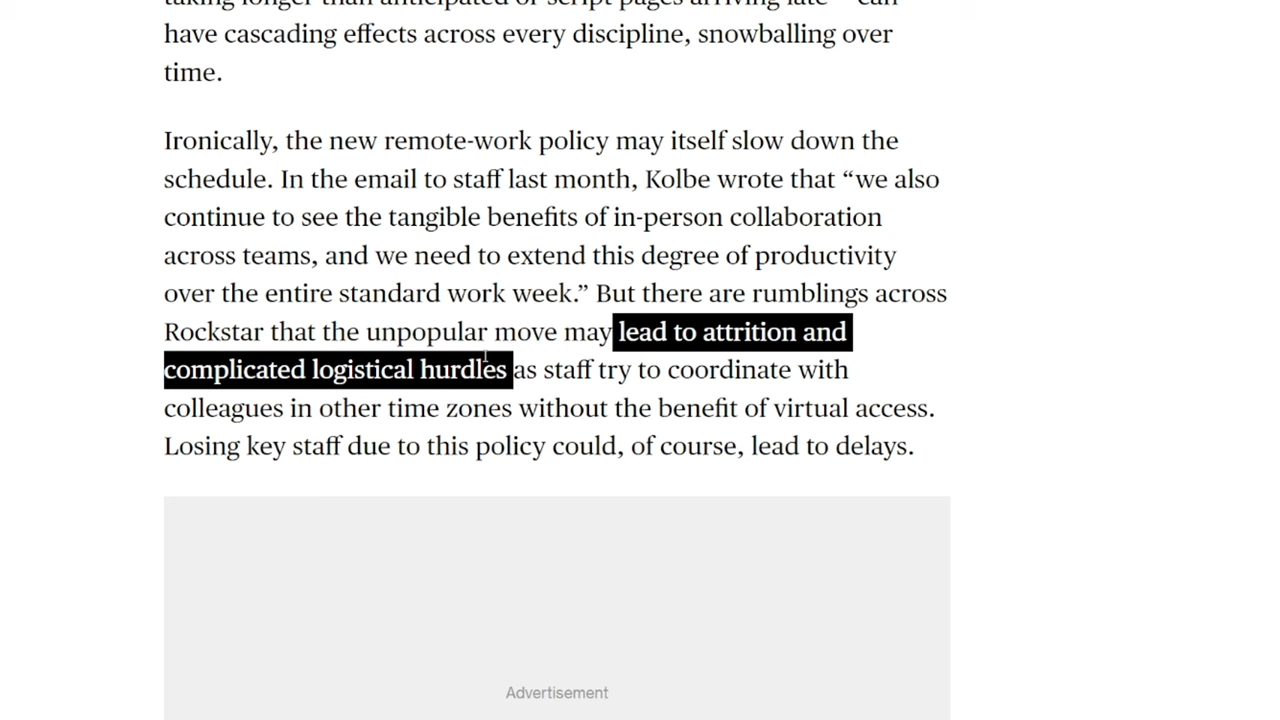 have cascading effects across every discipline, snowballing over
time.
Ironically, the new remote-work policy may itself slow down the
schedule. In the email to staff last month, Kolbe wrote that “we also
continue to see the tangible benefits of in-person collaboration
across teams, and we need to extend this degree of productivity
over the entire standard work week.” But there are rumblings across
Rockstar that the unpopular move may lead to attrition and
complicated logistical hurdles as staff try to coordinate with
colleagues in other time zones without the benefit of virtual access.
Losing key staff due to this policy could, of course, lead to delays.
Advertisement